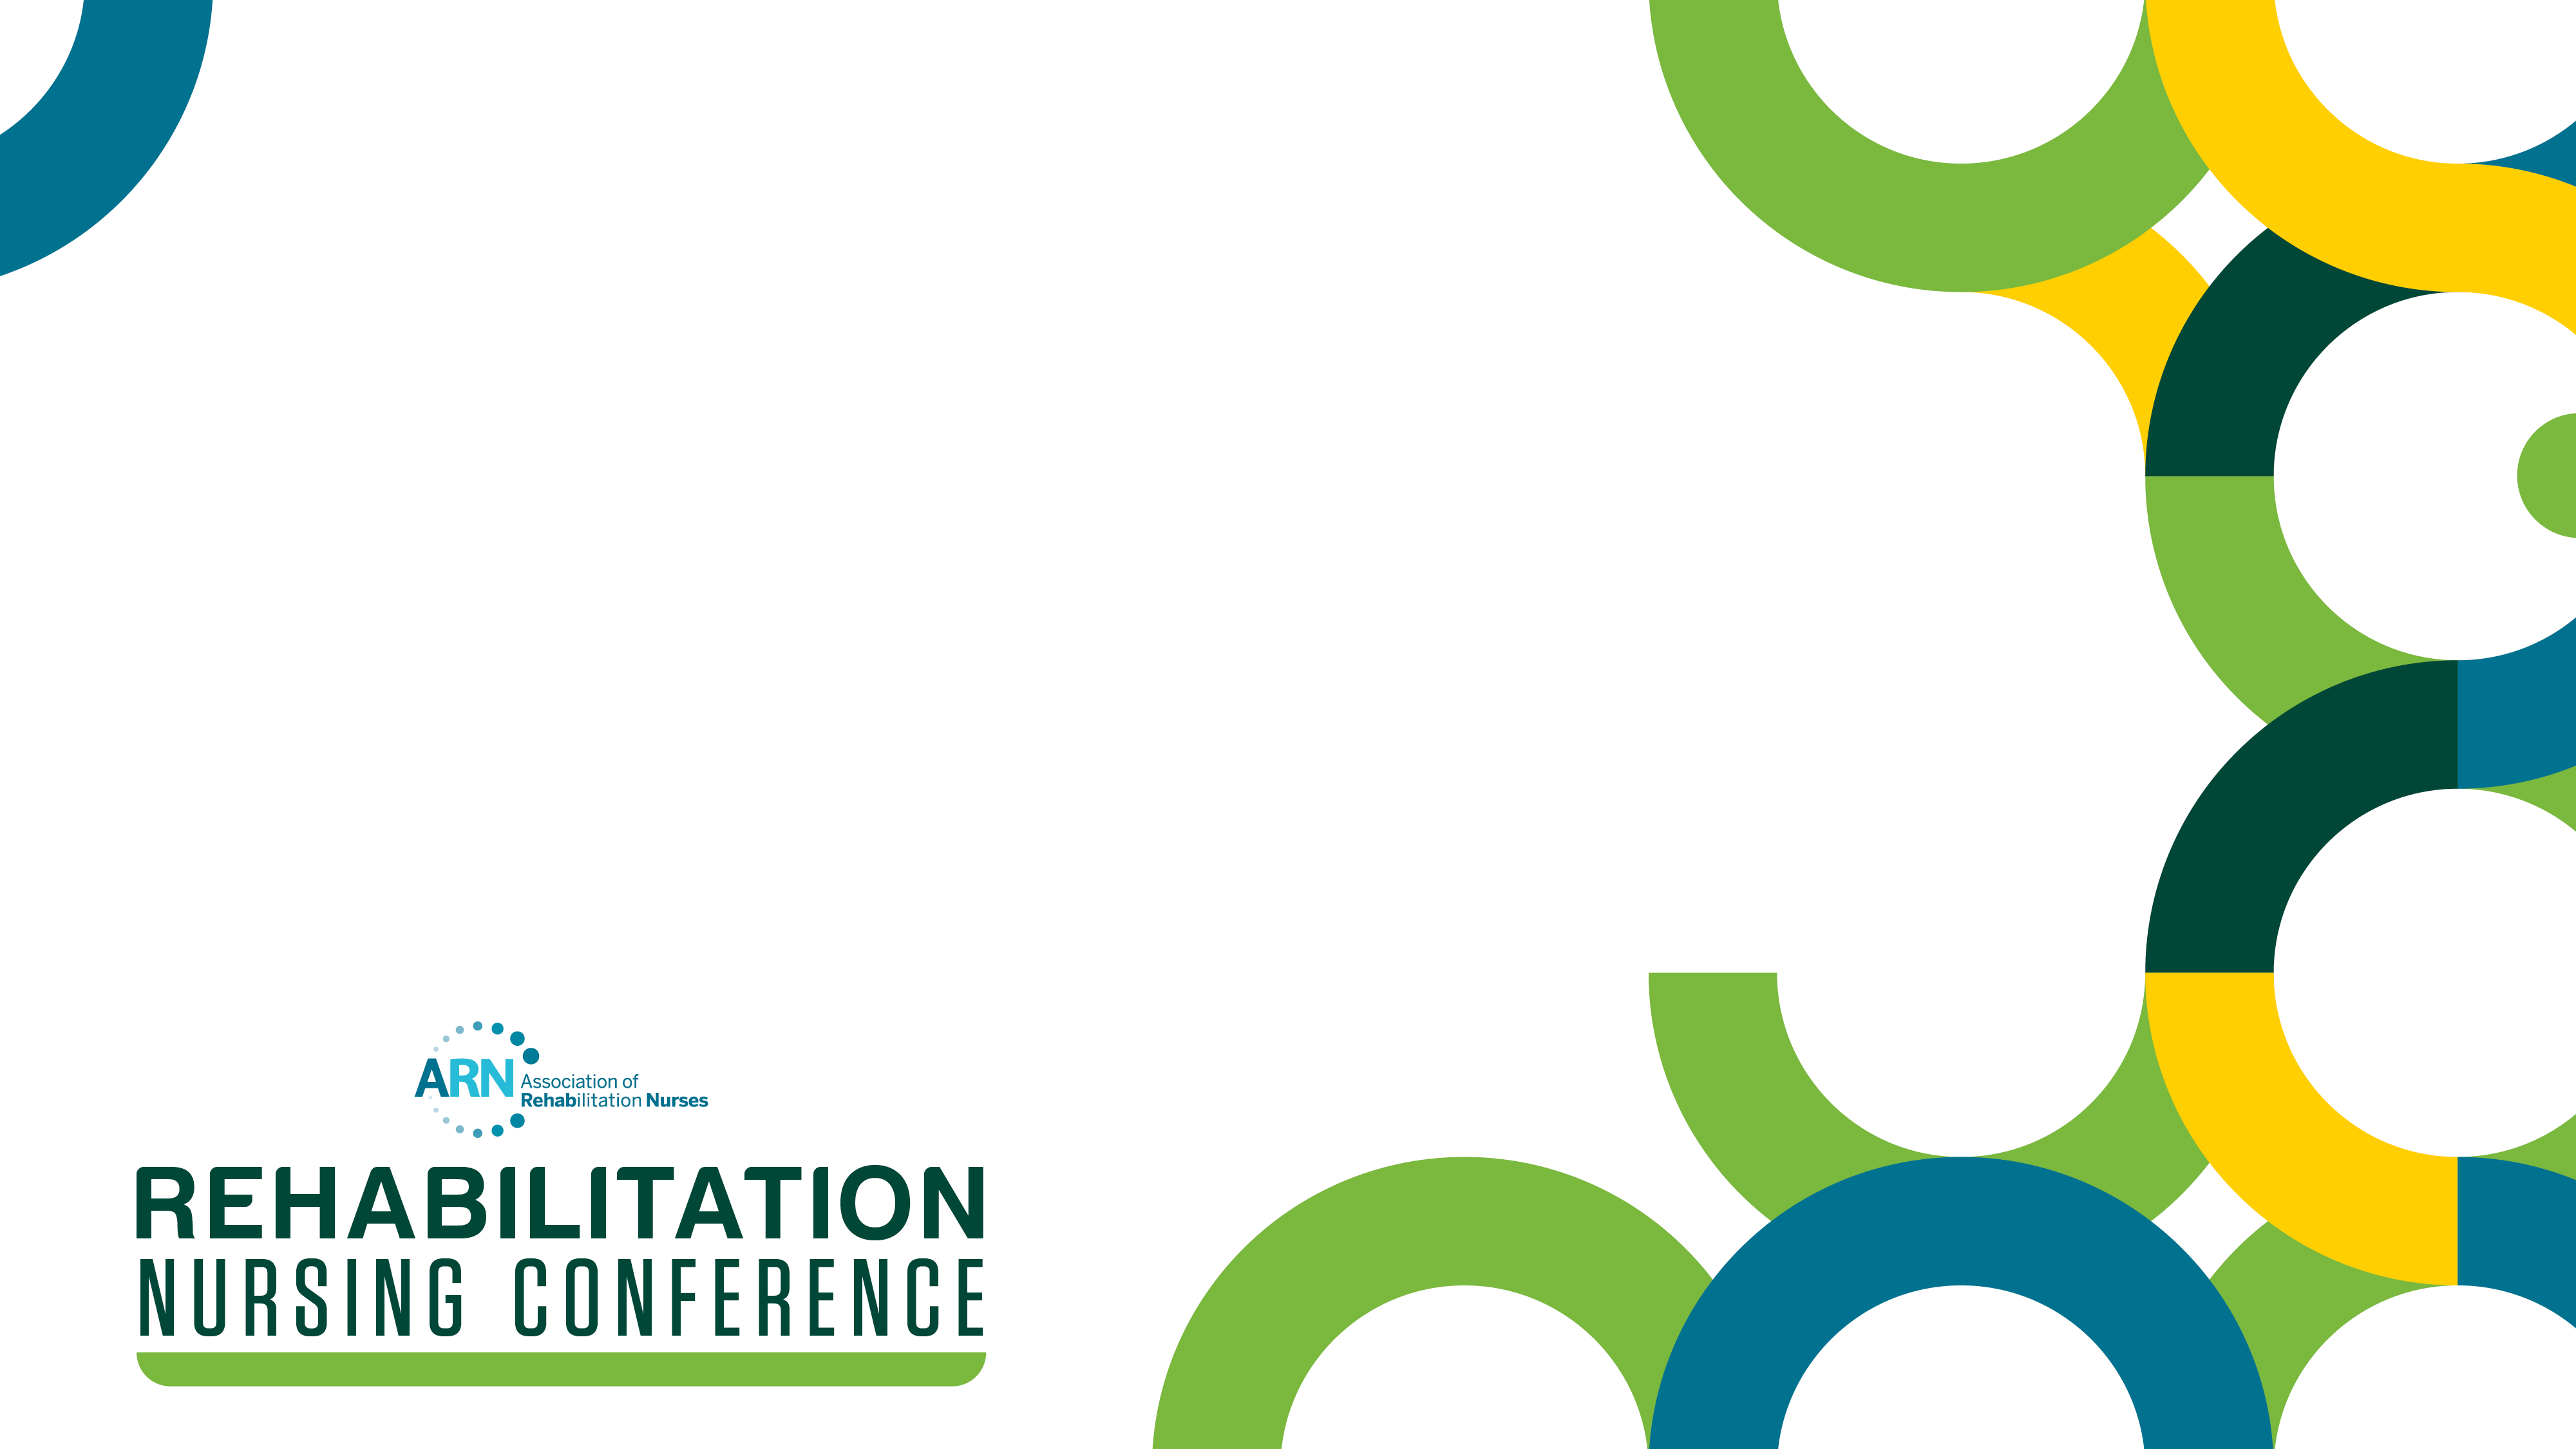 ARN
Association of
Rehabilitation Nurses
REHABILITATION
NURSING CONFERENCE